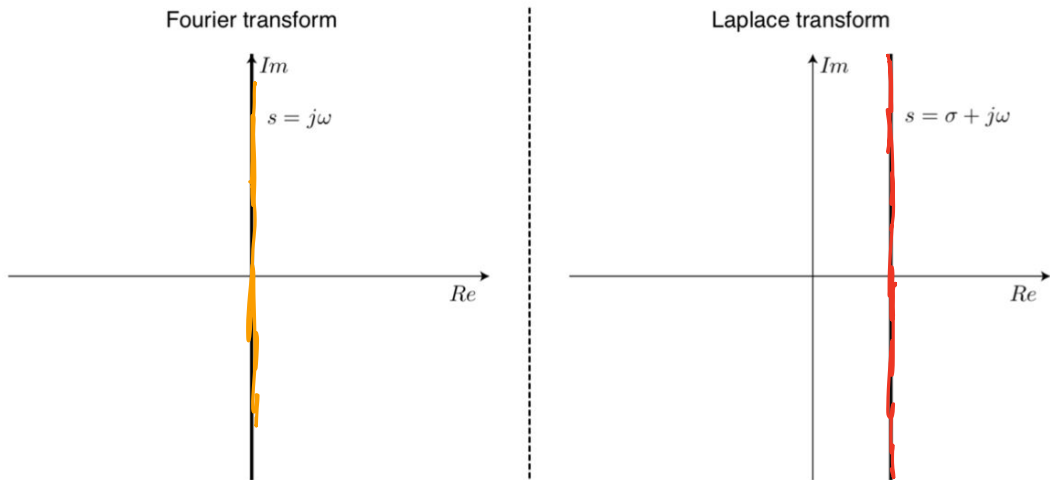 Fourier transform
Im
s = jω
Re
Laplace transform
Im
s = σ + jω
Re